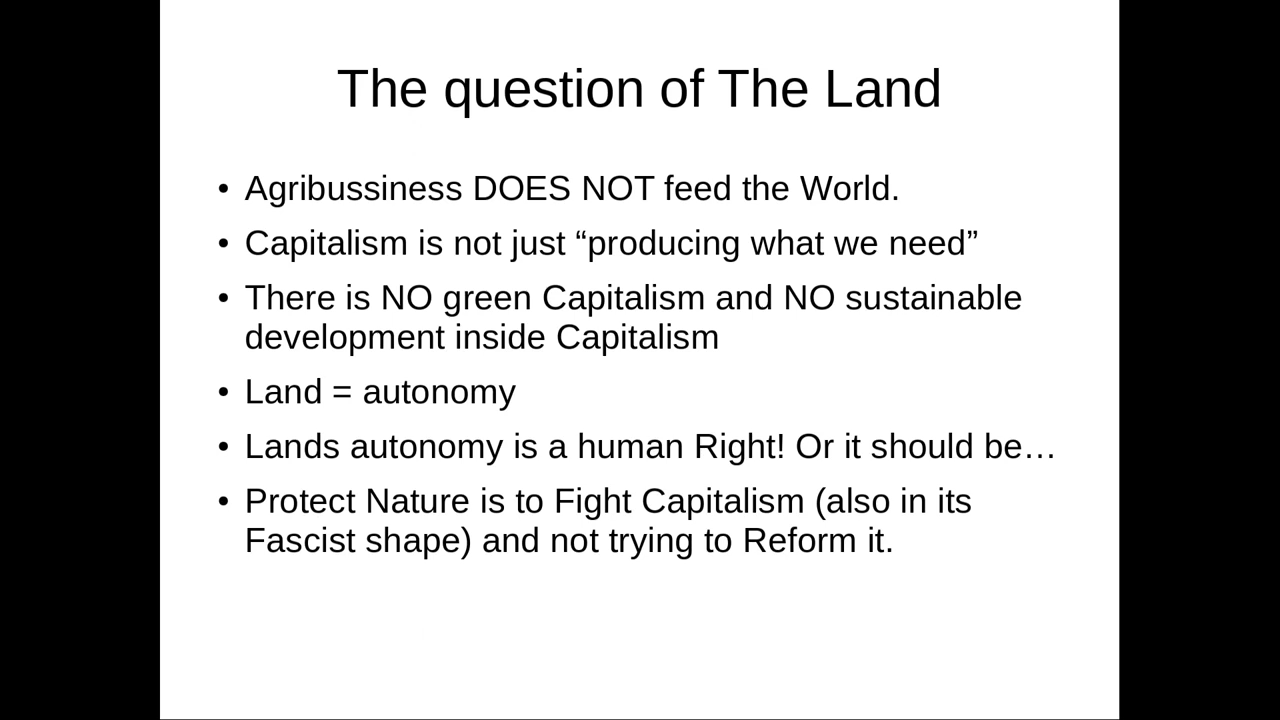 The question of The Land
• Agribussiness DOES NOT feed the World.
• Capitalism is not just “producing what we need”
• There is NO green Capitalism and NO sustainable
development inside Capitalism
• Land = autonomy
• Lands autonomy is a human Right! Or it should be…
• Protect Nature is to Fight Capitalism (also in its
Fascist shape) and not trying to Reform it.